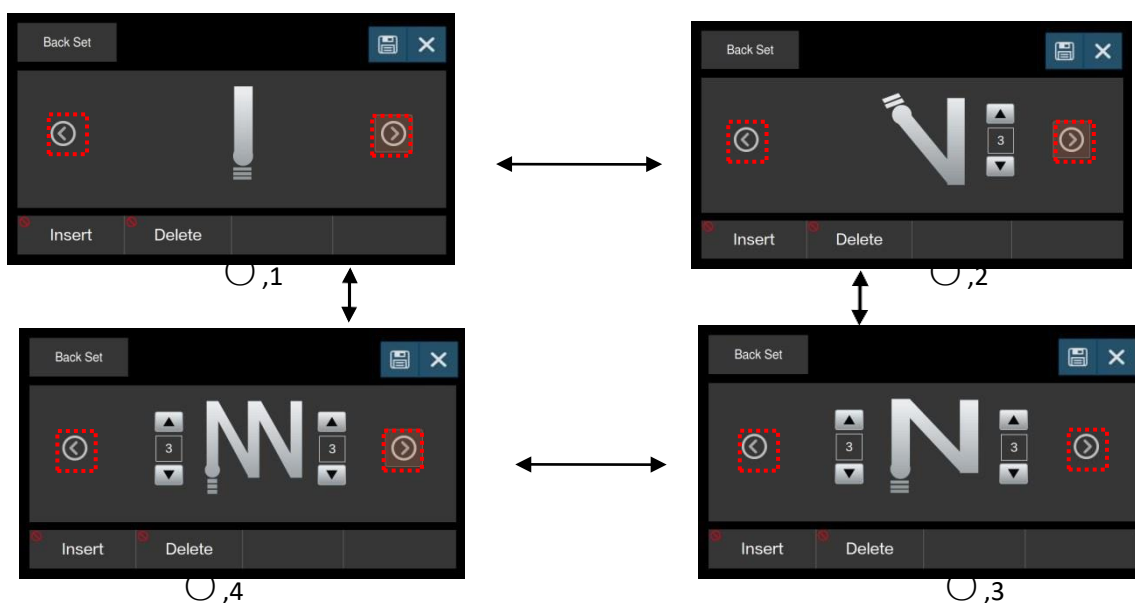 Back Set
Insert Delete
◯ ,1
Back Set
3
Insert Delete
◯ ,2
Back Set
3 3
Insert Delete
◯ ,4
Back Set
3 3
Insert Delete
◯ ,3